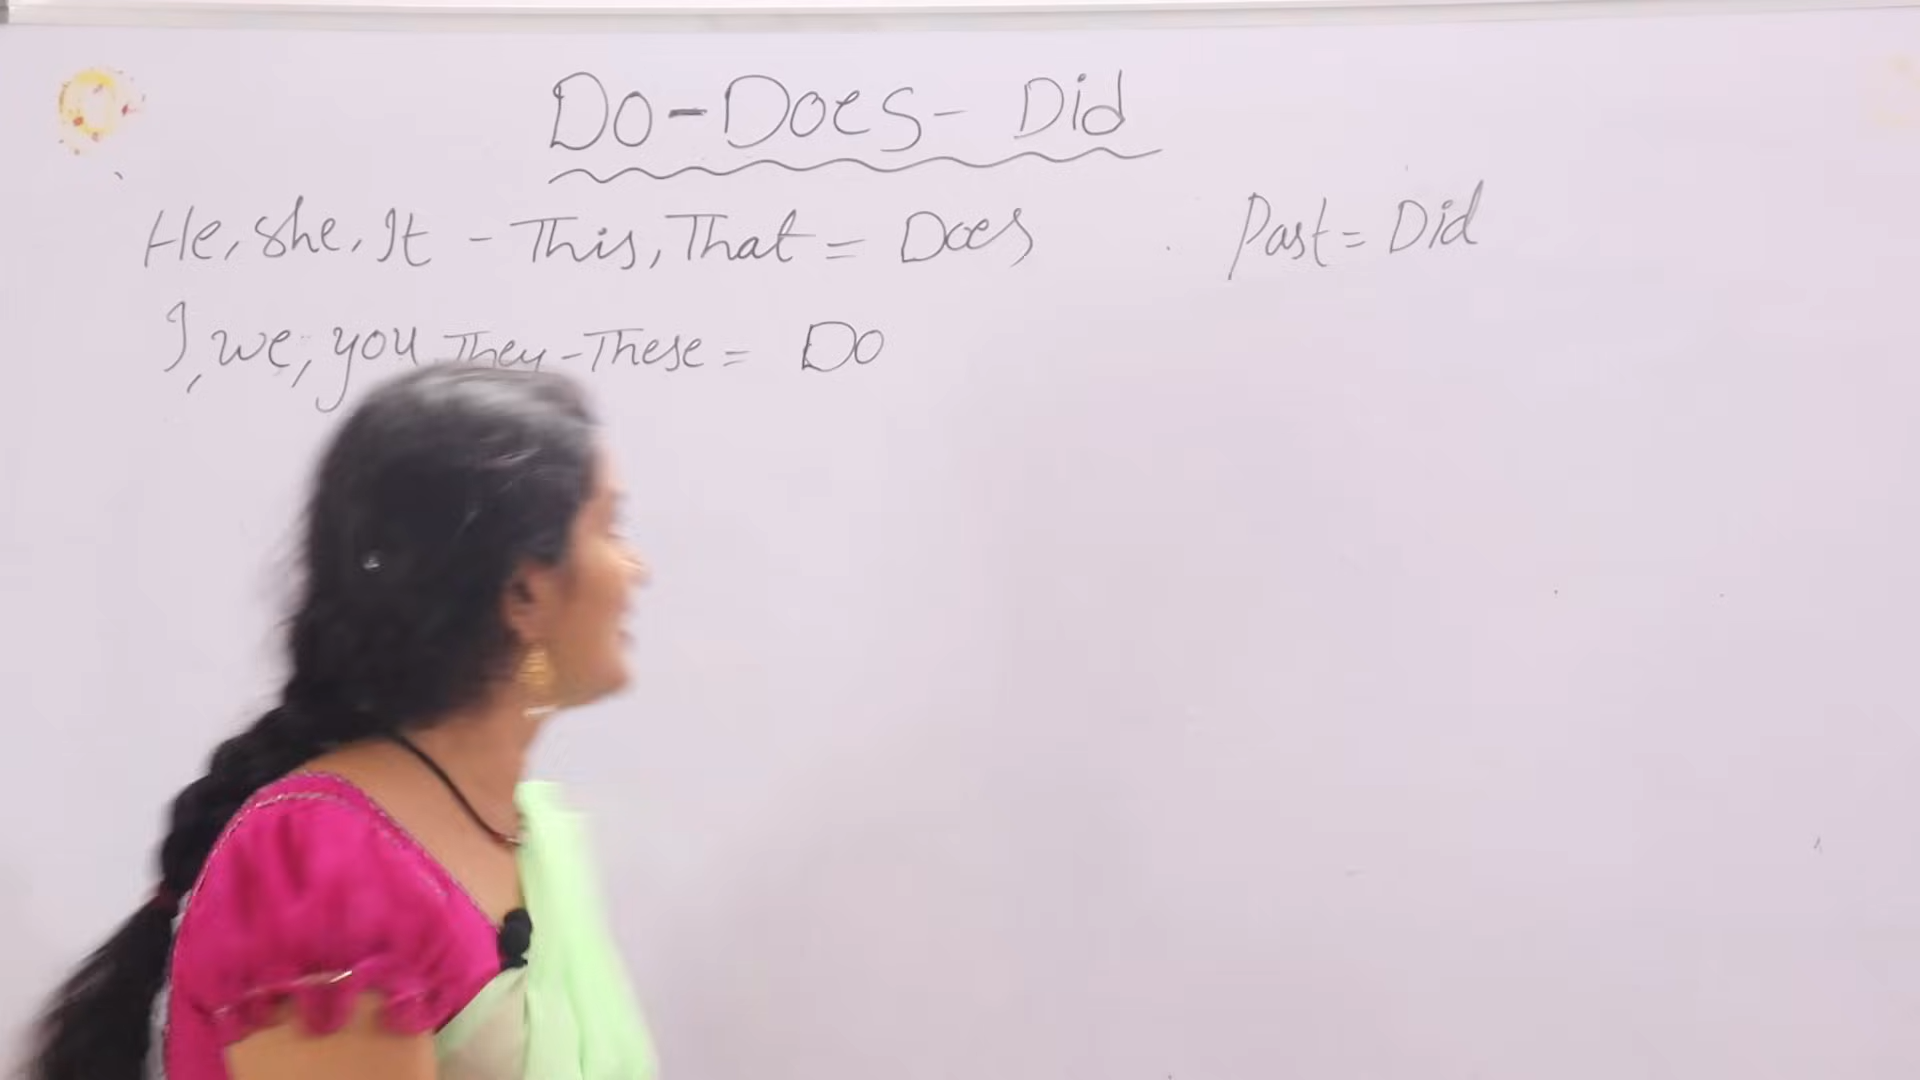 Do-Does- Did
He, she, It - This, That = Does
Past = Did
I, we, you They-These = Do